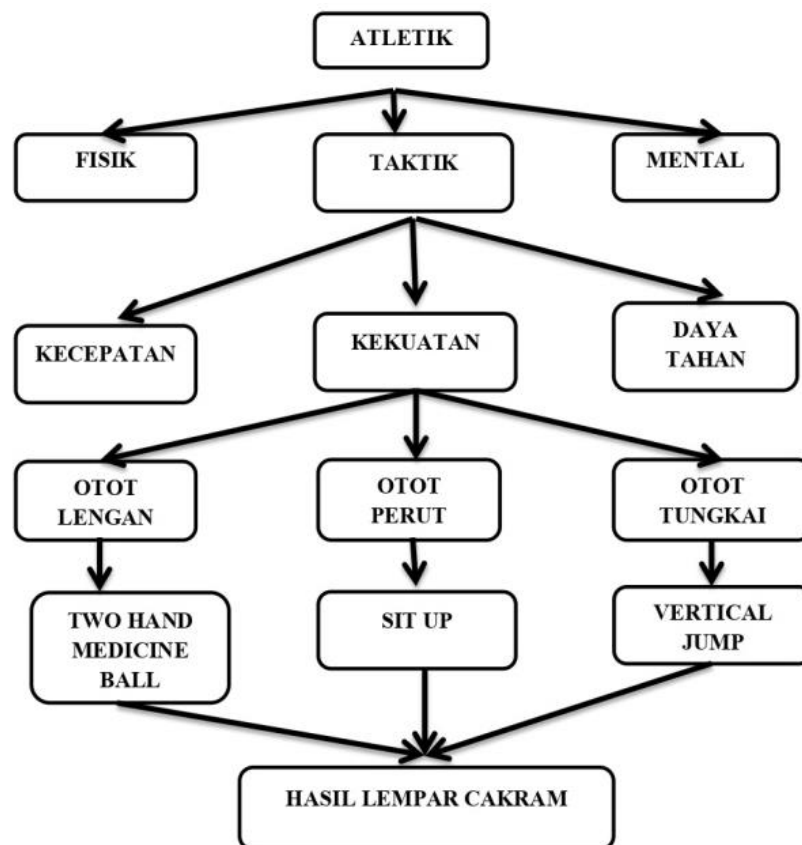 ATLETIK
FISIK
TAKTIK
MENTAL
KECEPATAN
KEKUATAN
DAYA
TAHAN
OTOT
LENGAN
OTOT
PERUT
OTOT
TUNGKAI
TWO HAND
MEDICINE
BALL
SIT UP
VERTICAL
JUMP
HASIL LEMPAR CAKRAM